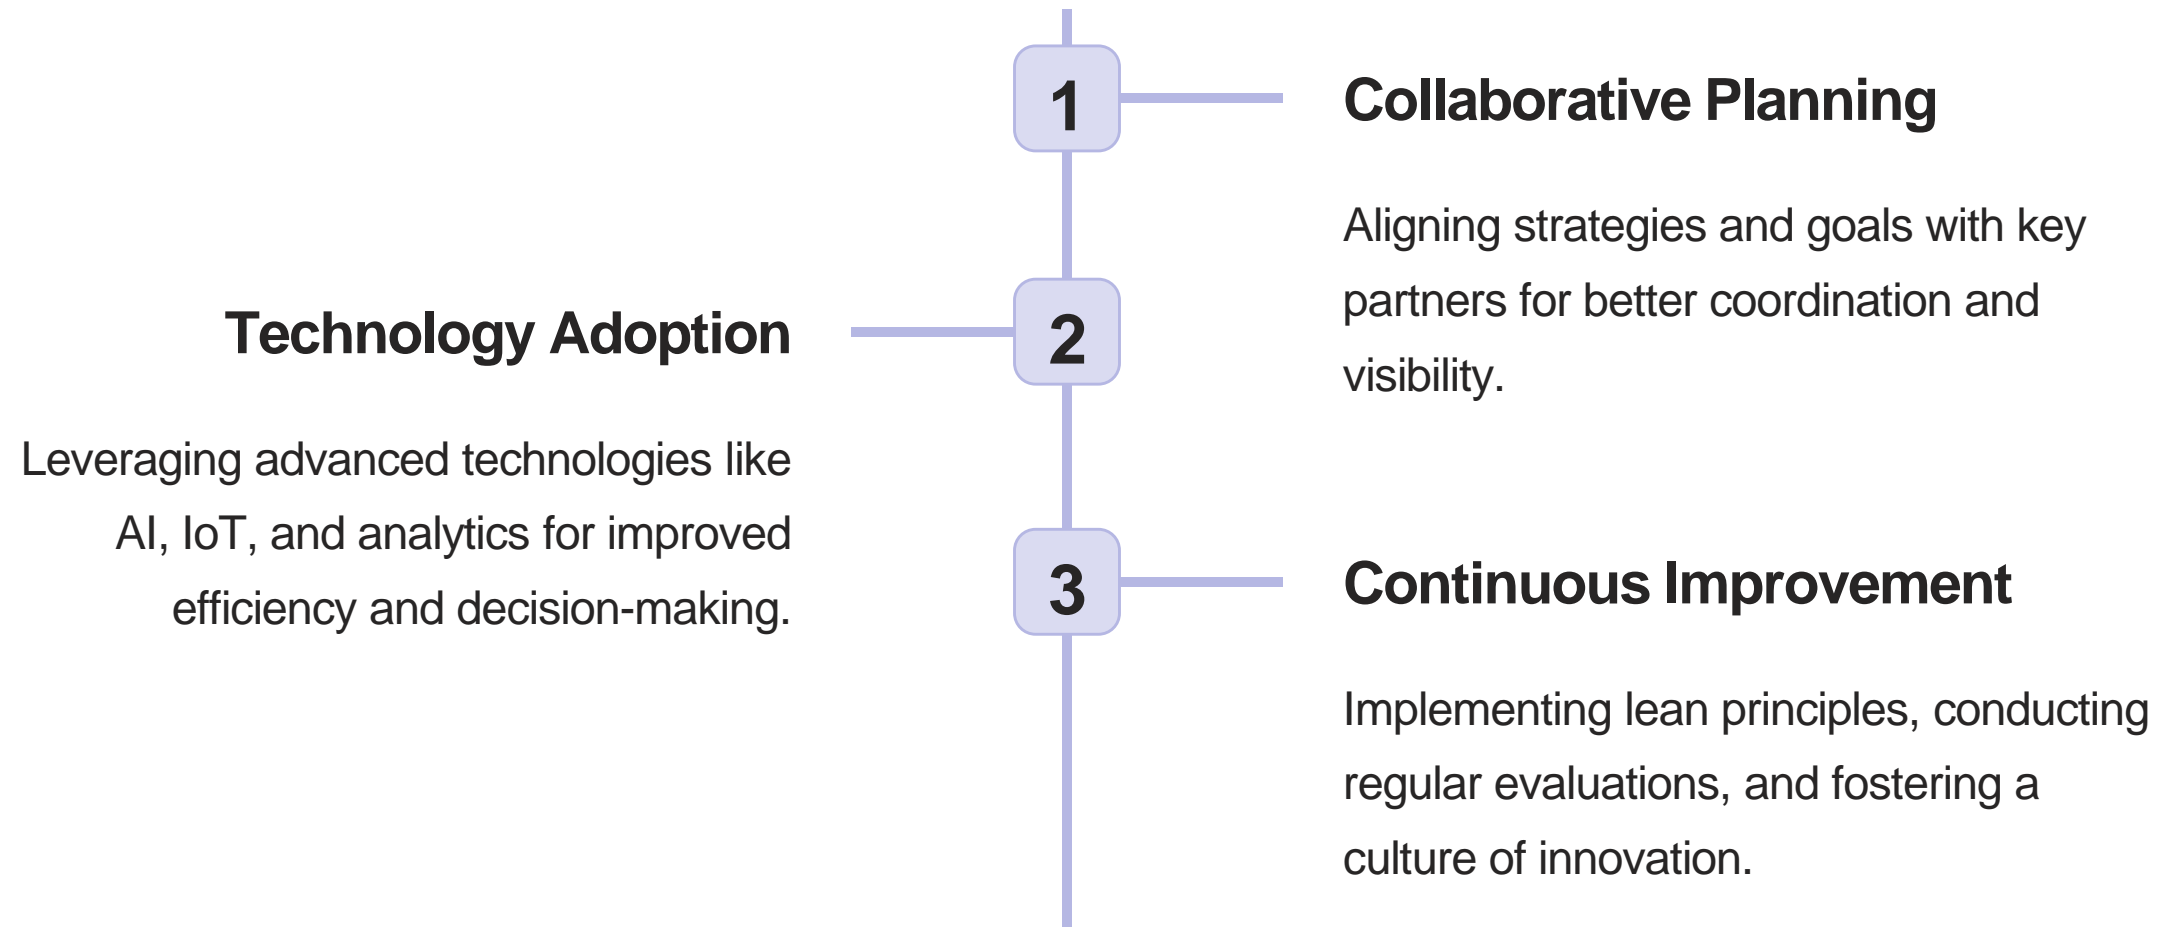 1
Collaborative Planning
Aligning strategies and goals with key
partners for better coordination and
visibility.
2
Technology Adoption
Leveraging advanced technologies like
AI, IoT, and analytics for improved
efficiency and decision-making.
3
Continuous Improvement
Implementing lean principles, conducting
regular evaluations, and fostering a
culture of innovation.